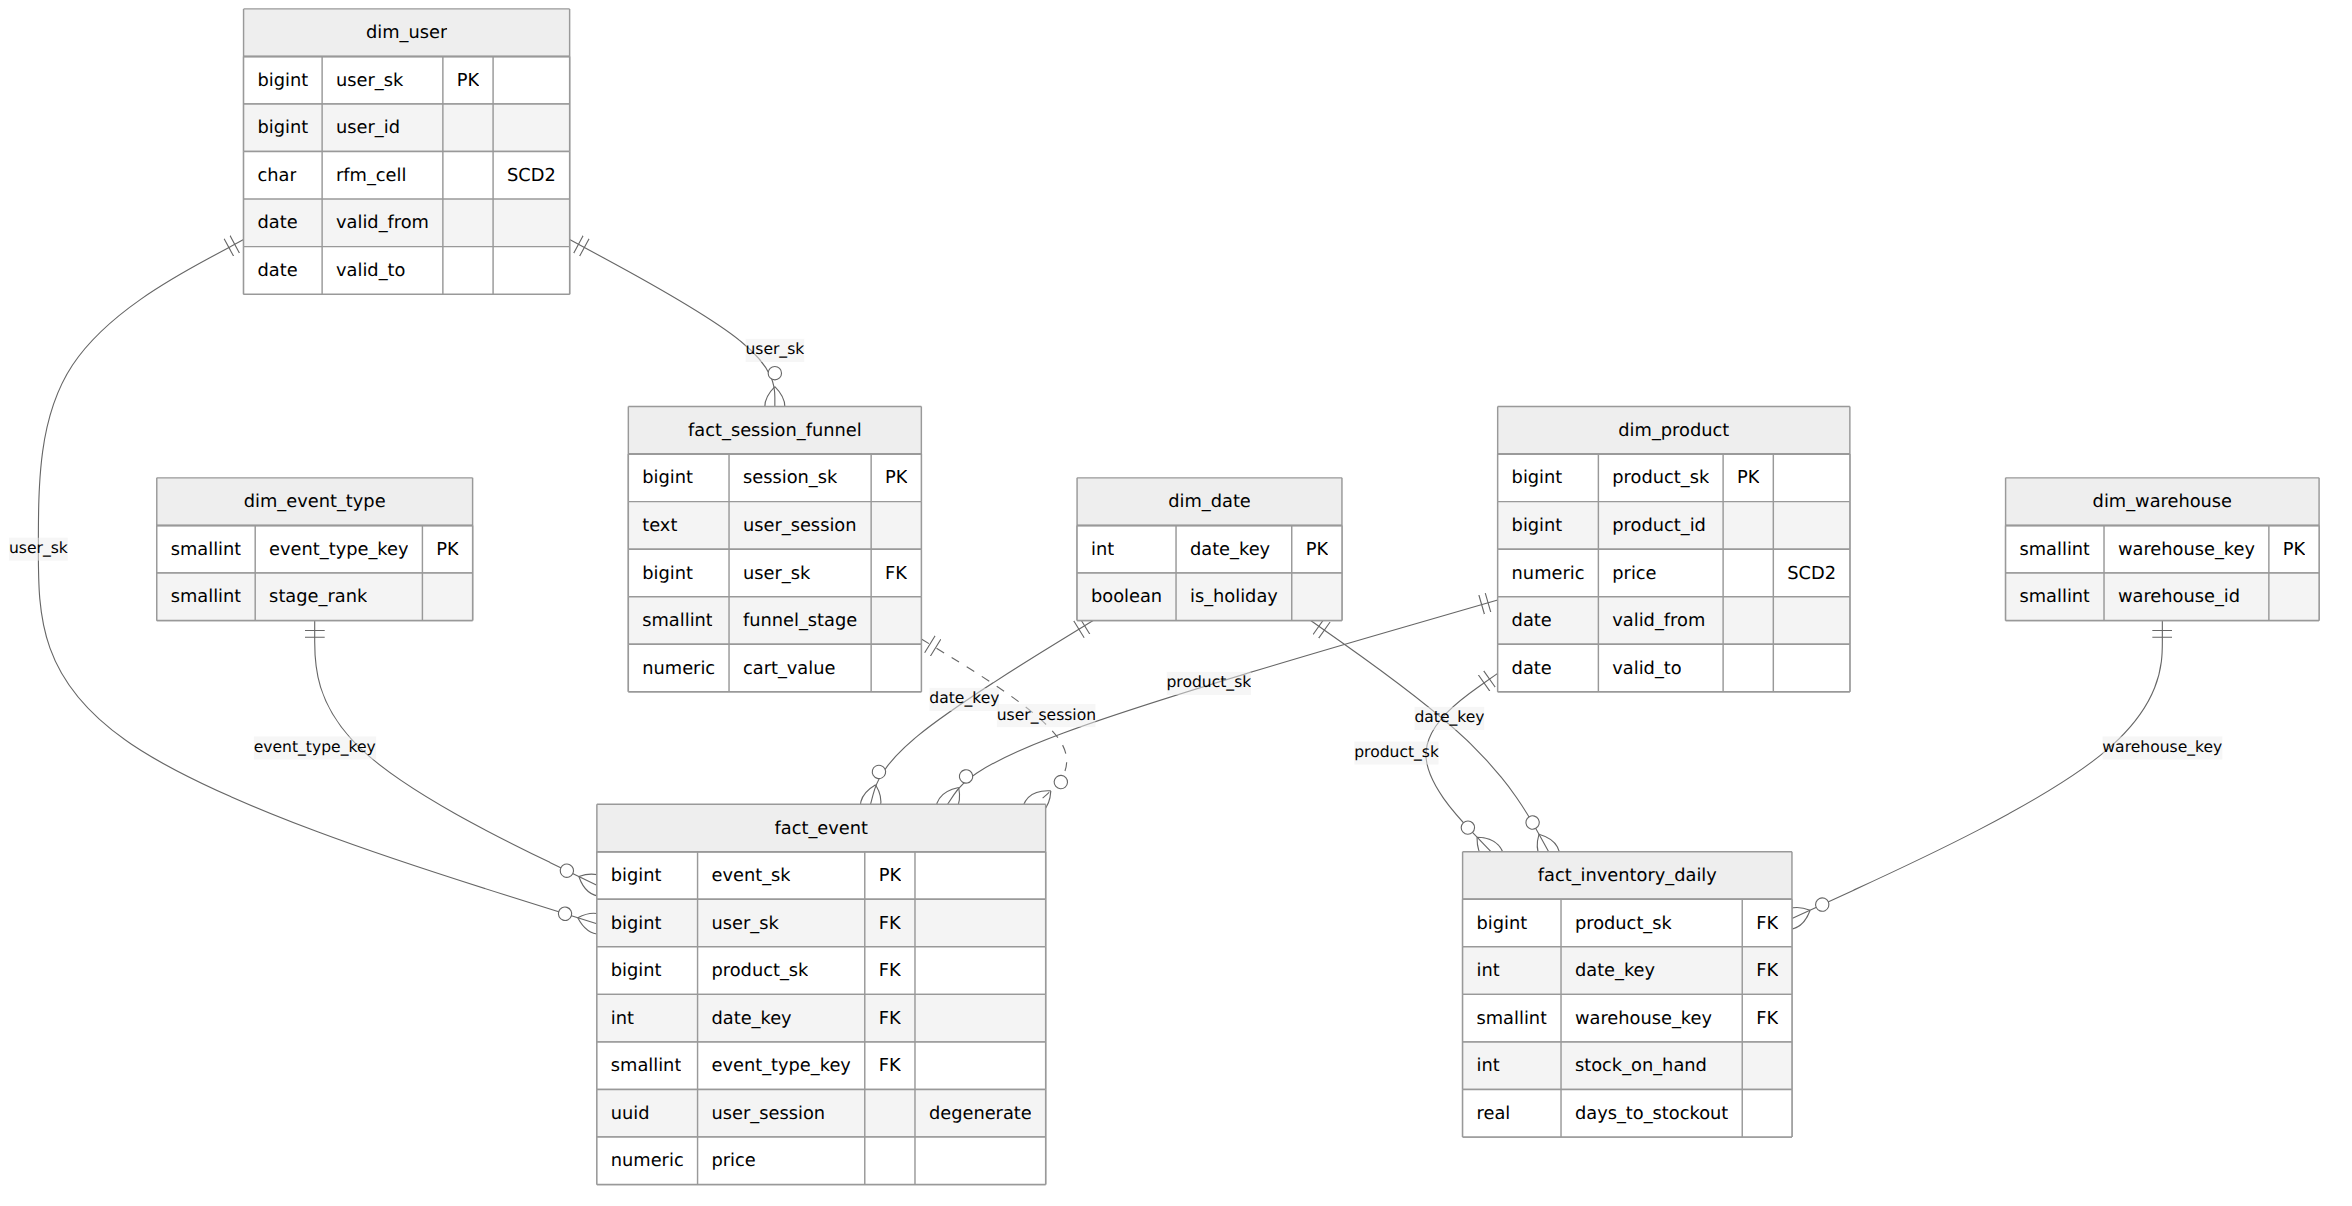 dim_user
bigint user_sk PK
bigint user_id
char rfm_cell SCD2
date valid_from
date valid_to
user_sk
user_sk
fact_session_funnel
bigint session_sk PK
text user_session
bigint user_sk FK
smallint funnel_stage
numeric cart_value
dim_product
bigint product_sk PK
bigint product_id
numeric price SCD2
date valid_from
date valid_to
dim_event_type
smallint event_type_key PK
smallint stage_rank
dim_date
int date_key PK
boolean is_holiday
dim_warehouse
smallint warehouse_key PK
smallint warehouse_id
product_sk
date_key
user_session
date_key
product_sk
event_type_key
warehouse_key
fact_event
bigint event_sk PK
bigint user_sk FK
bigint product_sk FK
int date_key FK
smallint event_type_key FK
uuid user_session degenerate
numeric price
fact_inventory_daily
bigint product_sk FK
int date_key FK
smallint warehouse_key FK
int stock_on_hand
real days_to_stockout